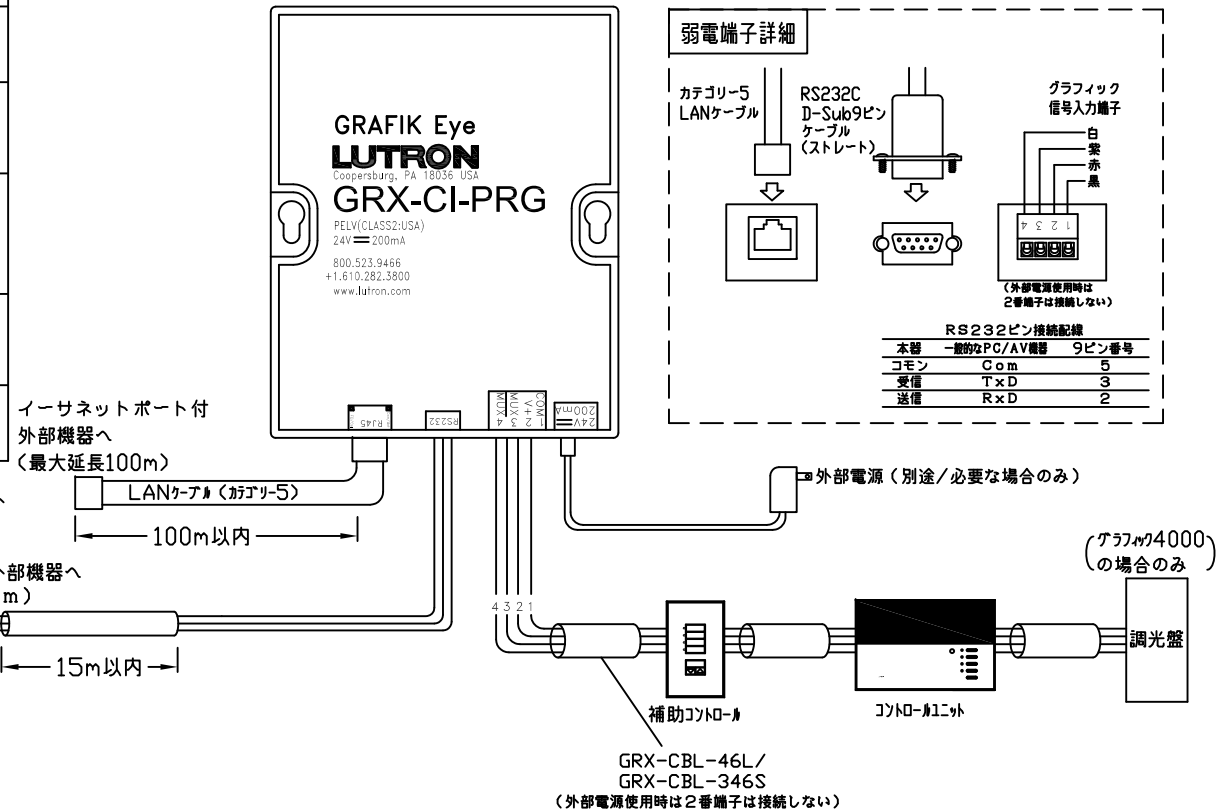 GRAFIK Eye
LUTRON
Coopersburg, PA 18036 USA
GRX-CI-PRG
PELV(CLASS2:USA)
24V 200mA
800.523.9466
+1.610.282.3800
www.lutron.com
RJ45
RS232
MUX 4
MUX 3
V+ 2
COM 1
24V
200mA
弱電端子詳細
カテゴリー5
LANケーブル
RS232C
D-Sub9ピン
ケーブル
(ストレート)
グラフィック
信号入力端子
白
紫
赤
黒
4 3 2 1
(外部電源使用時は
2番端子は接続しない)
RS232ピン接続配線
本器 一般的なPC/AV機器 9ピン番号
コモン Com 5
受信 TxD 3
送信 RxD 2
イーサネットポート付
外部機器へ
(最大延長100m)
LANケーブル(カテゴリー5)
100m以内
外部電源(別途/必要な場合のみ)
部機器へ
m)
15m以内
4 3 2 1
(グラフィック4000
の場合のみ)
調光盤
補助コントロール
コントロールユニット
GRX-CBL-46L/
GRX-CBL-346S
(外部電源使用時は2番端子は接続しない)